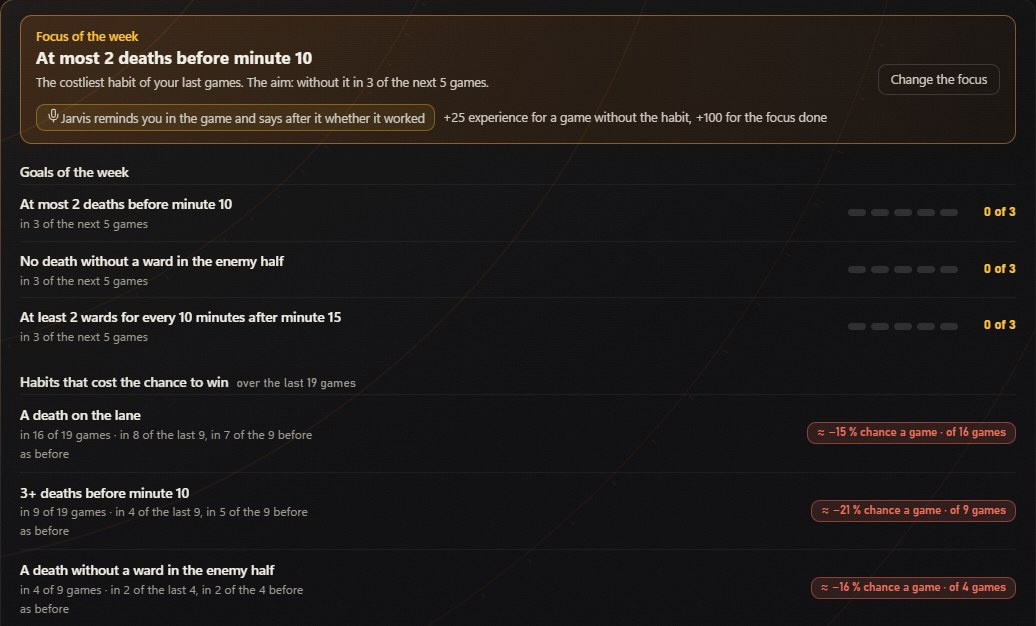 Focus of the week
At most 2 deaths before minute 10
The costliest habit of your last games. The aim: without it in 3 of the next 5 games.
Change the focus
Jarvis reminds you in the game and says after it whether it worked
+25 experience for a game without the habit, +100 for the focus done
Goals of the week
At most 2 deaths before minute 10
in 3 of the next 5 games
0 of 3
No death without a ward in the enemy half
in 3 of the next 5 games
0 of 3
At least 2 wards for every 10 minutes after minute 15
in 3 of the next 5 games
0 of 3
Habits that cost the chance to win over the last 19 games
A death on the lane
in 16 of 19 games · in 8 of the last 9, in 7 of the 9 before
as before
≈ −15 % chance a game · of 16 games
3+ deaths before minute 10
in 9 of 19 games · in 4 of the last 9, in 5 of the 9 before
as before
≈ −21 % chance a game · of 9 games
A death without a ward in the enemy half
in 4 of 9 games · in 2 of the last 4, in 2 of the 4 before
as before
≈ −16 % chance a game · of 4 games